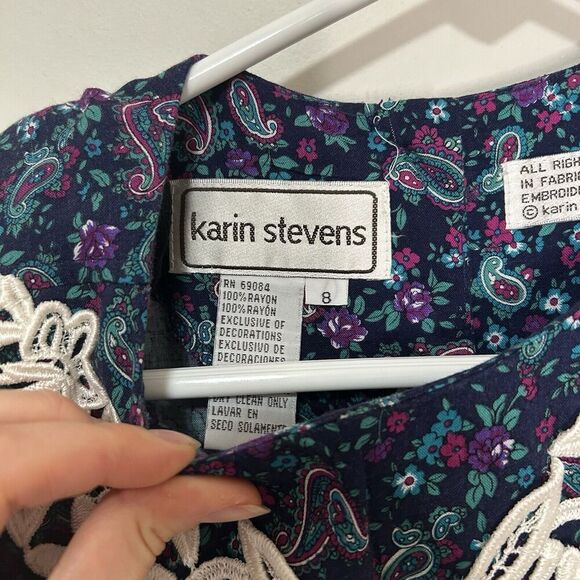 karin stevens
RN 69084
100% RAYON
100% RAYON
EXCLUSIVE OF
DECORATIONS
EXCLUSIVO DE
DECORACIONES
DRY CLEAN ONLY
LAVAR EN
SECO SOLAMENTE
8
ALL RIGH
IN FABRIC
EMBROID
© karin